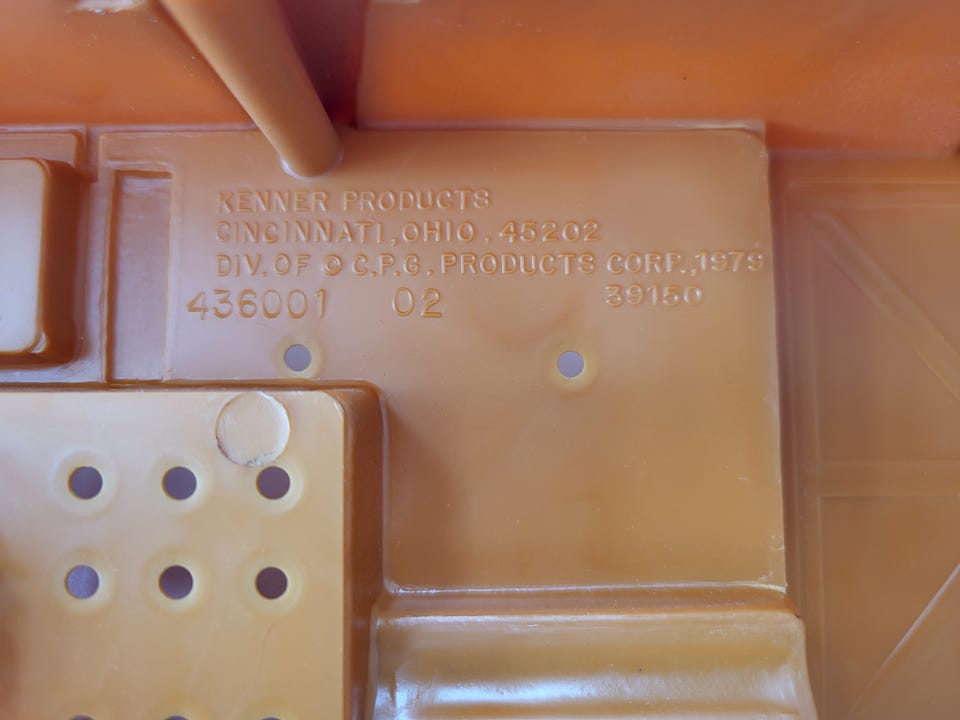 KENNER PRODUCTS
CINCINNATI, OHIO, 45202
DIV. OF © C.P.G. PRODUCTS CORP., 1979
436001 02 39150